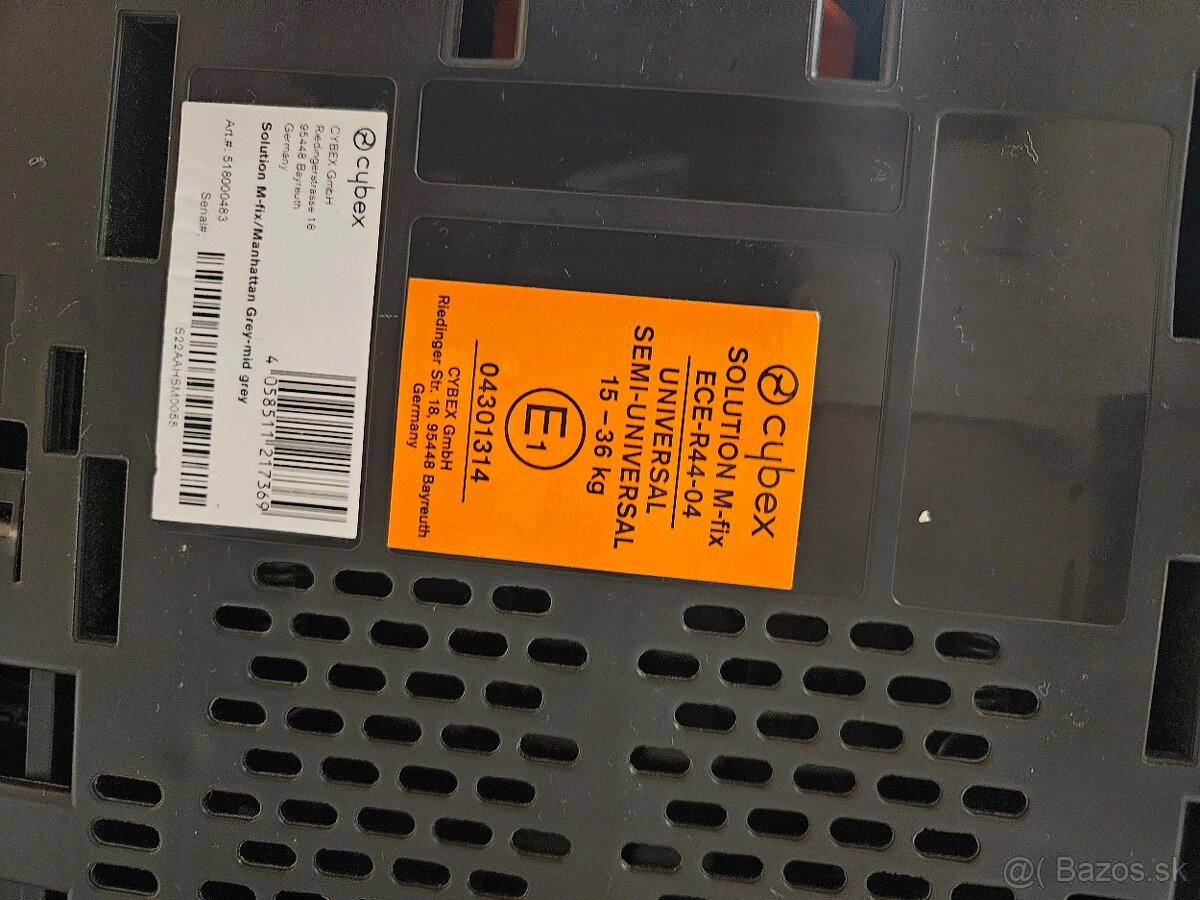 cybex
CYBEX GmbH
Riedingerstrasse 18
95448 Bayreuth
Germany
Solution M-fix/Manhattan Grey-mid grey
Art.#: 518000483
4 058511 217369
Serial#:
cybex
SOLUTION M-fix
ECE-R44-04
UNIVERSAL
SEMI-UNIVERSAL
15 – 36 kg
E1
04301314
CYBEX GmbH
Riedinger Str. 18, 95448 Bayreuth
Germany
@( Bazos.sk